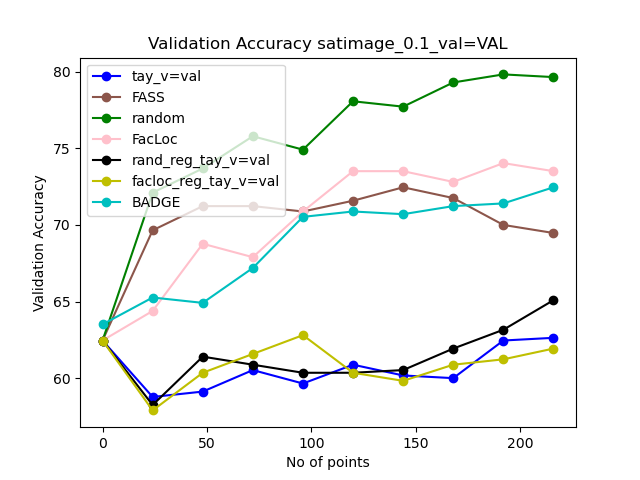 Validation Accuracy satimage_0.1_val=VAL
80
75
70
65
60
Validation Accuracy
tay_v=val
FASS
random
FacLoc
rand_reg_tay_v=val
facloc_reg_tay_v=val
BADGE
0
50
100
150
200
No of points